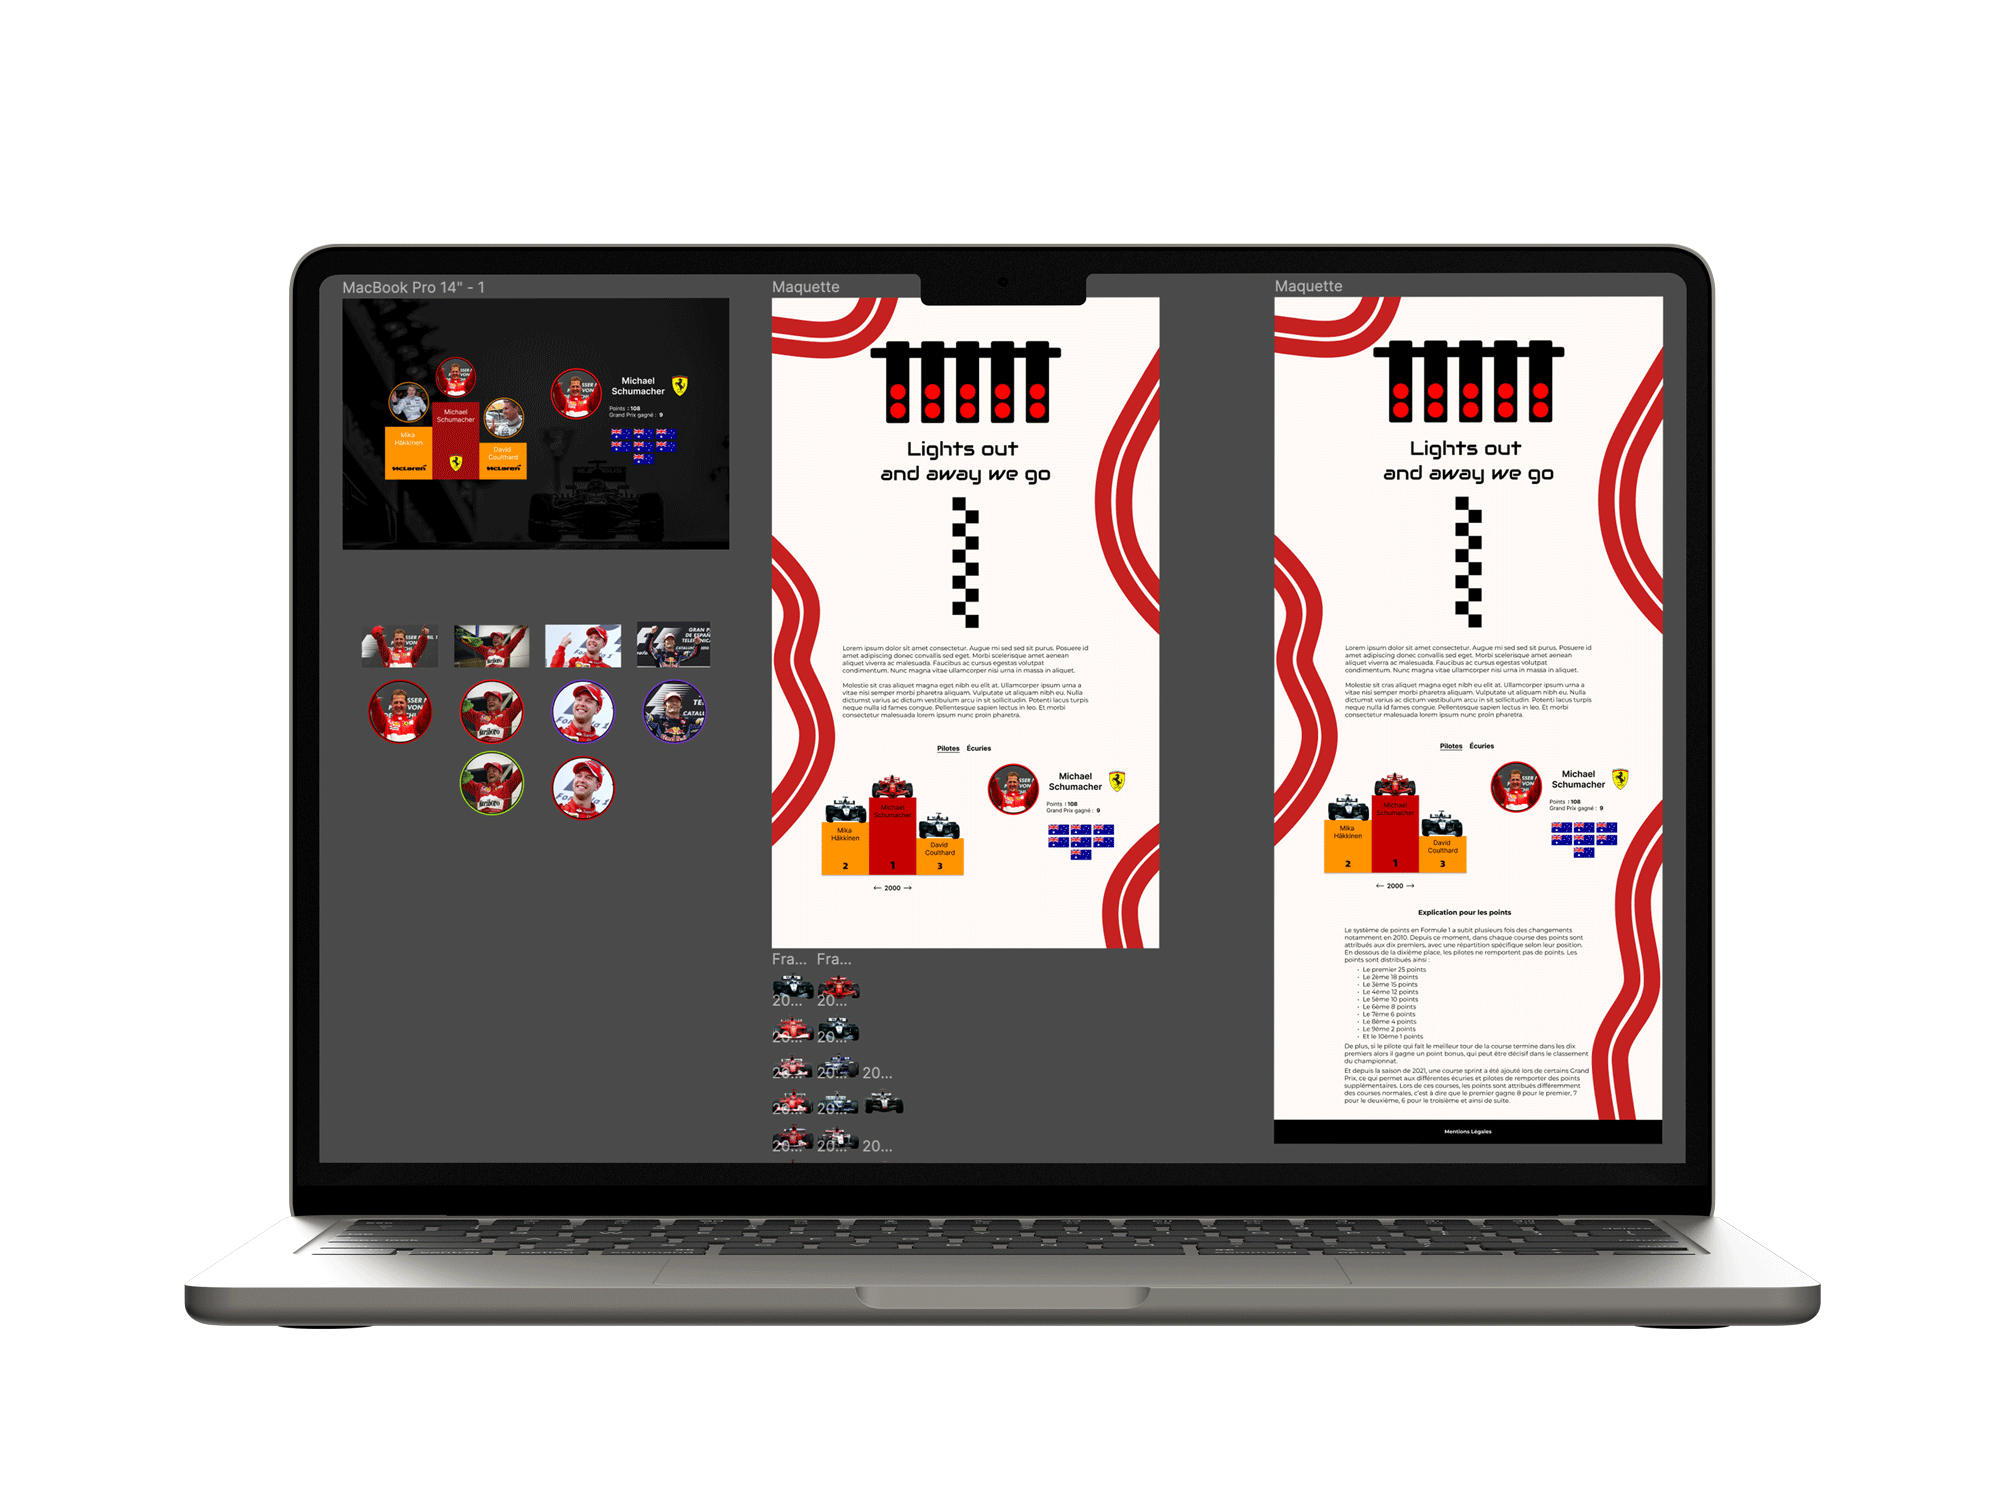 MacBook Pro 14" - 1
Michael
Schumacher
Mika
Häkkinen
David
Coulthard
McLaren
McLaren
Michael
Schumacher
Points : 108
Grand Prix gagné : 9
Marlboro
Marlboro
Maquette
Lights out
and away we go
Lorem ipsum dolor sit amet consectetur. Augue mi sed sed sit purus. Posuere id
amet adipiscing donec convallis sed eget. Morbi scelerisque amet aenean
aliquet viverra ac malesuada. Faucibus ac cursus egestas volutpat
condimentum. Nunc magna vitae ullamcorper nisi urna in massa in aliquet.
Molestie sit cras aliquet magna eget nibh eu elit at. Ullamcorper ipsum urna a
vitae nisi semper morbi pharetra aliquam. Vulputate ut aliquam nibh eu. Nulla
dictumst varius ac dictum vestibulum arcu in sit sollicitudin. Potenti lacus turpis
neque nulla id fames congue. Pellentesque sapien lectus in leo. Et morbi
consectetur malesuada lorem ipsum nunc proin pharetra.
Pilotes Écuries
Michael
Schumacher
Mika
Häkkinen
David
Coulthard
2 1 3
← 2000 →
Michael
Schumacher
Points : 108
Grand Prix gagné : 9
Fra... Fra...
20... 20...
20... 20...
20... 20... 20...
20... 20...
20... 20... 20...
Maquette
Lights out
and away we go
Lorem ipsum dolor sit amet consectetur. Augue mi sed sed sit purus. Posuere id
amet adipiscing donec convallis sed eget. Morbi scelerisque amet aenean
aliquet viverra ac malesuada. Faucibus ac cursus egestas volutpat
condimentum. Nunc magna vitae ullamcorper nisi urna in massa in aliquet.
Molestie sit cras aliquet magna eget nibh eu elit at. Ullamcorper ipsum urna a
vitae nisi semper morbi pharetra aliquam. Vulputate ut aliquam nibh eu. Nulla
dictumst varius ac dictum vestibulum arcu in sit sollicitudin. Potenti lacus turpis
neque nulla id fames congue. Pellentesque sapien lectus in leo. Et morbi
consectetur malesuada lorem ipsum nunc proin pharetra.
Pilotes Écuries
Michael
Schumacher
Mika
Häkkinen
David
Coulthard
2 1 3
← 2000 →
Michael
Schumacher
Points : 108
Grand Prix gagné : 9
Explication pour les points
Le système de points en Formule 1 a subit plusieurs fois des changements
notamment en 2010. Depuis ce moment, dans chaque course des points sont
attribués aux dix premiers, avec une répartition spécifique selon leur position.
En dessous de la dixième place, les pilotes ne remportent pas de points. Les
points sont distribués ainsi :
• Le premier 25 points
• Le 2ème 18 points
• Le 3ème 15 points
• Le 4ème 12 points
• Le 5ème 10 points
• Le 6ème 8 points
• Le 7ème 6 points
• Le 8ème 4 points
• Le 9ème 2 points
• Et le 10ème 1 points
De plus, si le pilote qui fait le meilleur tour de la course termine dans les dix
premiers alors il gagne un point bonus, qui peut être décisif dans le classement
du championnat.
Et depuis la saison de 2021, une course sprint a été ajouté lors de certains Grand
Prix, ce qui permet aux différentes écuries et pilotes de remporter des points
supplémentaires. Lors de ces courses, les points sont attribués différemment
des courses normales, c'est à dire que le premier gagne 8 pour le premier, 7
pour le deuxième, 6 pour le troisième et ainsi de suite.
Mentions Légales